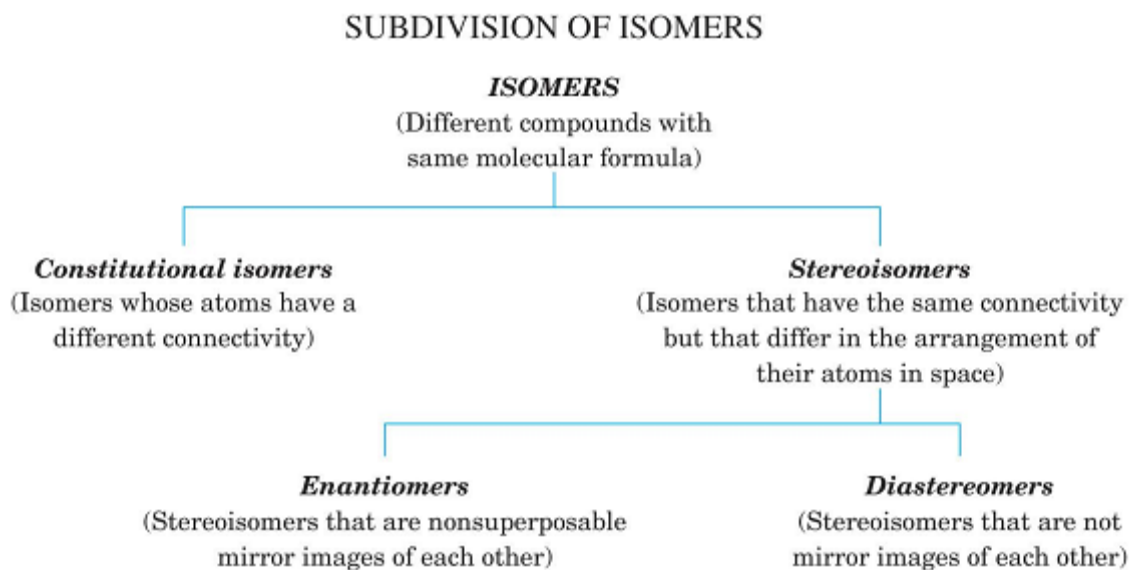 SUBDIVISION OF ISOMERS
ISOMERS
(Different compounds with
same molecular formula)
Constitutional isomers
(Isomers whose atoms have a
different connectivity)
Stereoisomers
(Isomers that have the same connectivity
but that differ in the arrangement of
their atoms in space)
Enantiomers
(Stereoisomers that are nonsuperposable
mirror images of each other)
Diastereomers
(Stereoisomers that are not
mirror images of each other)